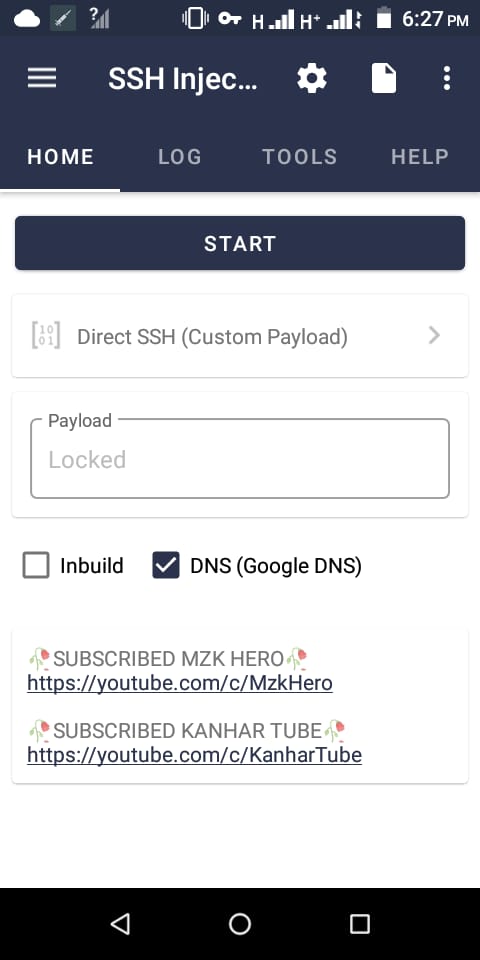 H H+ 6:27 PM
SSH Injec...
HOME LOG TOOLS HELP
START
Direct SSH (Custom Payload)
Payload
Locked
Inbuild DNS (Google DNS)
🥀SUBSCRIBED MZK HERO🥀
https://youtube.com/c/MzkHero
🥀SUBSCRIBED KANHAR TUBE🥀
https://youtube.com/c/KanharTube